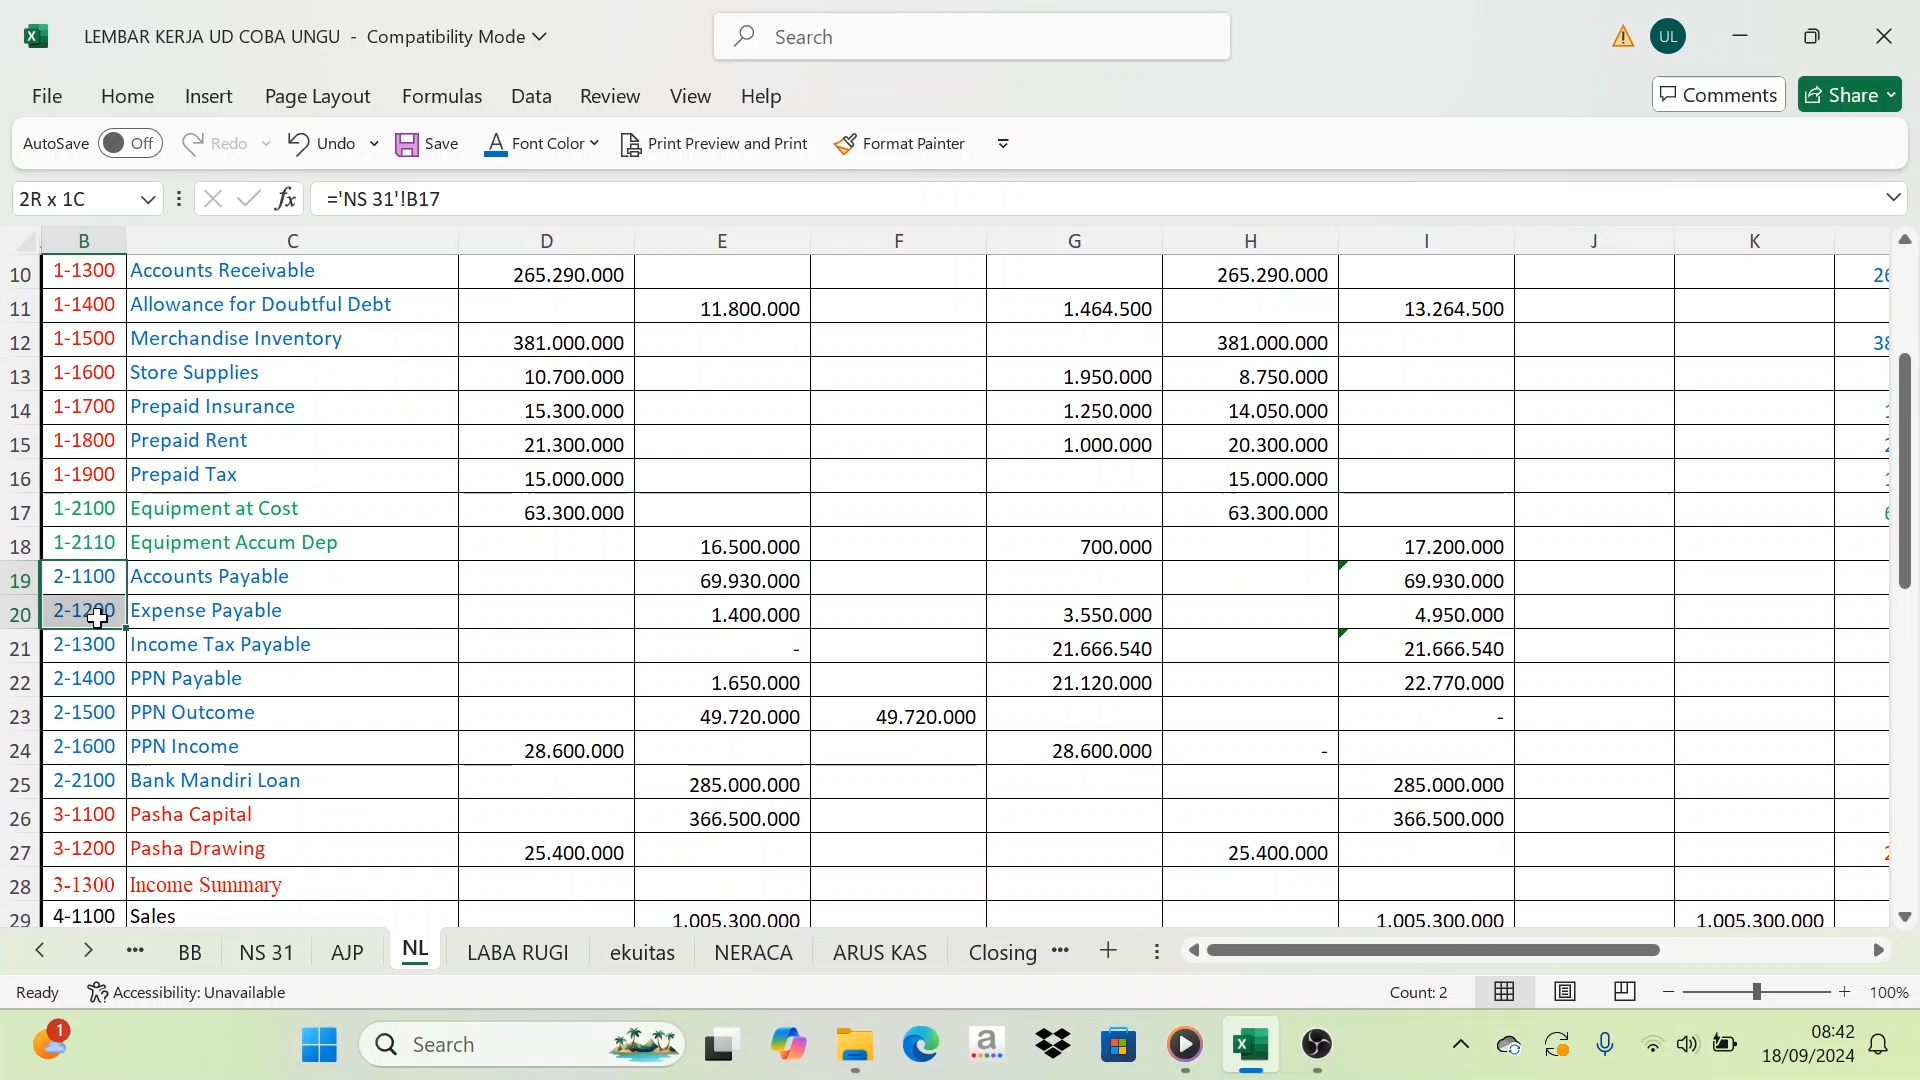 LEMBAR KERJA UD COBA UNGU - Compatibility Mode
Search
UL
File Home Insert Page Layout Formulas Data Review View Help
Comments Share
AutoSave Off Redo Undo Save Font Color Print Preview and Print Format Painter
2R x 1C fx ='NS 31'!B17
B C D E F G H I J K
10 1-1300 Accounts Receivable 265.290.000 265.290.000 26
11 1-1400 Allowance for Doubtful Debt 11.800.000 1.464.500 13.264.500
12 1-1500 Merchandise Inventory 381.000.000 381.000.000 38
13 1-1600 Store Supplies 10.700.000 1.950.000 8.750.000
14 1-1700 Prepaid Insurance 15.300.000 1.250.000 14.050.000 1
15 1-1800 Prepaid Rent 21.300.000 1.000.000 20.300.000 2
16 1-1900 Prepaid Tax 15.000.000 15.000.000 1
17 1-2100 Equipment at Cost 63.300.000 63.300.000 6
18 1-2110 Equipment Accum Dep 16.500.000 700.000 17.200.000
19 2-1100 Accounts Payable 69.930.000 69.930.000
20 2-1200 Expense Payable 1.400.000 3.550.000 4.950.000
21 2-1300 Income Tax Payable - 21.666.540 21.666.540
22 2-1400 PPN Payable 1.650.000 21.120.000 22.770.000
23 2-1500 PPN Outcome 49.720.000 49.720.000 -
24 2-1600 PPN Income 28.600.000 28.600.000 -
25 2-2100 Bank Mandiri Loan 285.000.000 285.000.000
26 3-1100 Pasha Capital 366.500.000 366.500.000
27 3-1200 Pasha Drawing 25.400.000 25.400.000 2
28 3-1300 Income Summary
29 4-1100 Sales 1.005.300.000 1.005.300.000 1.005.300.000
BB NS 31 AJP NL LABA RUGI ekuitas NERACA ARUS KAS Closing
Ready Accessibility: Unavailable Count: 2 100%
1 Search a 08:42
18/09/2024